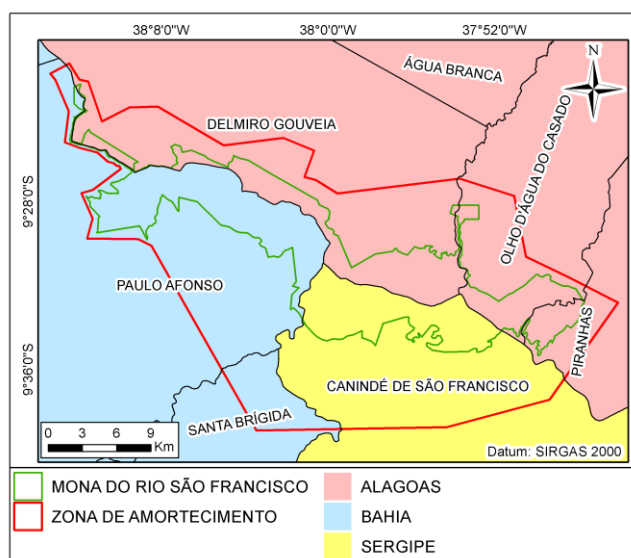 38°8'0"W
38°0'0"W
37°52'0"W
N
ÁGUA BRANCA
DELMIRO GOUVEIA
OLHO D'ÁGUA DO CASADO
9°28'0"S
PAULO AFONSO
PIRANHAS
9°36'0"S
CANINDÉ DE SÃO FRANCISCO
SANTA BRÍGIDA
0 3 6 9
Km
Datum: SIRGAS 2000
MONA DO RIO SÃO FRANCISCO
ALAGOAS
ZONA DE AMORTECIMENTO
BAHIA
SERGIPE